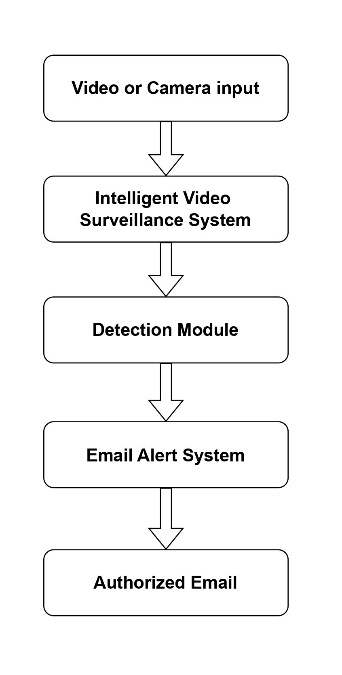 Video or Camera input
Intelligent Video
Surveillance System
Detection Module
Email Alert System
Authorized Email